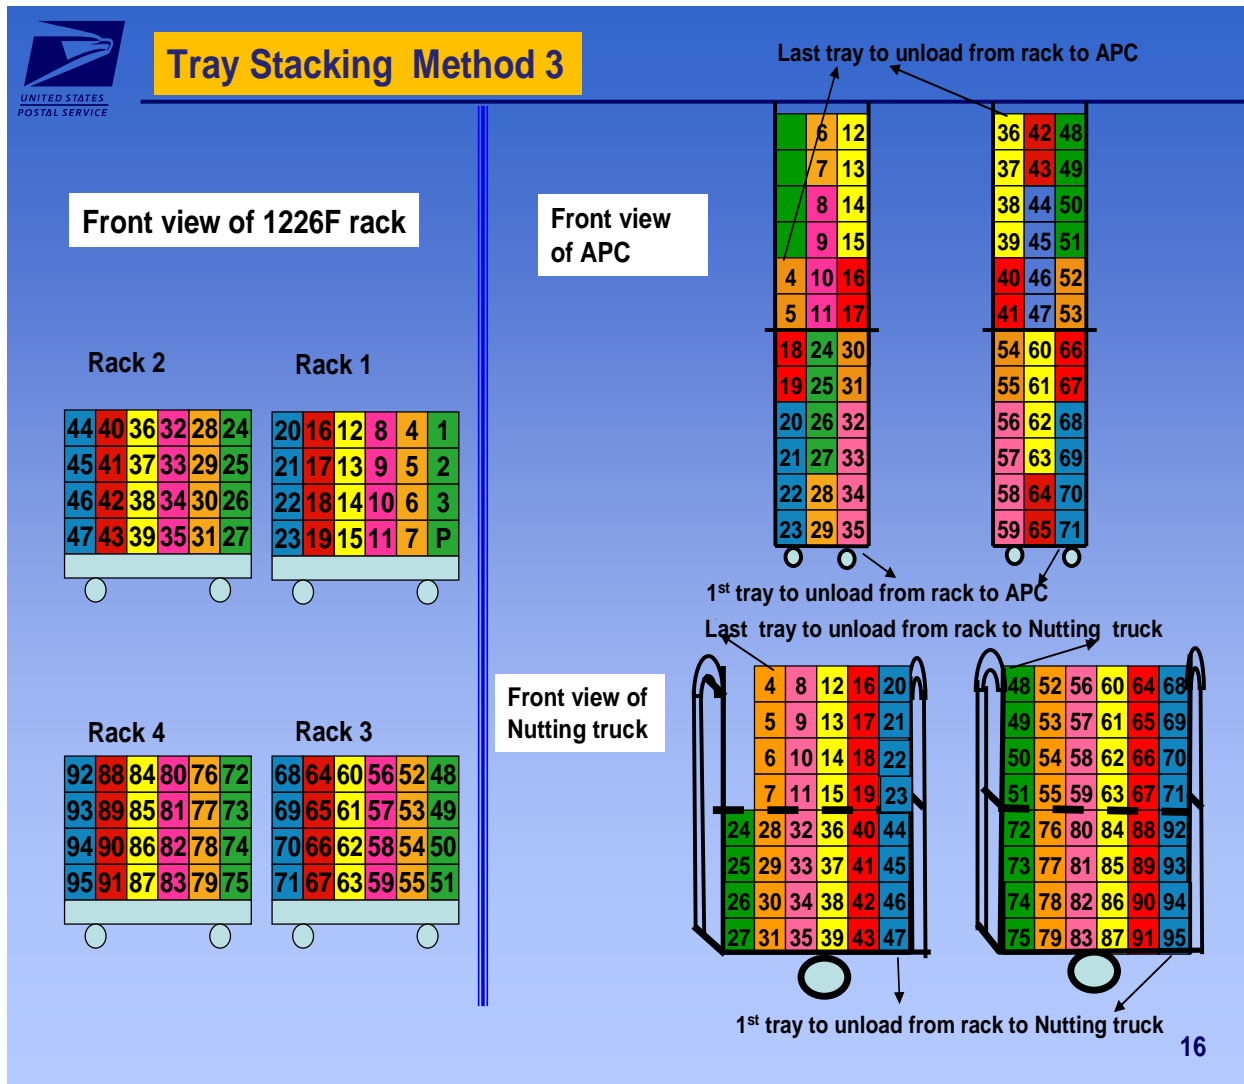 Tray Stacking Method 3
UNITED STATES
POSTAL SERVICE
Last tray to unload from rack to APC
Front view of 1226F rack
Front view
of APC
6 12
7 13
8 14
9 15
4 10 16
5 11 17
18 24 30
19 25 31
20 26 32
21 27 33
22 28 34
23 29 35
36 42 48
37 43 49
38 44 50
39 45 51
40 46 52
41 47 53
54 60 66
55 61 67
56 62 68
57 63 69
58 64 70
59 65 71
1st tray to unload from rack to APC
Rack 2
44 40 36 32 28 24
45 41 37 33 29 25
46 42 38 34 30 26
47 43 39 35 31 27
Rack 1
20 16 12 8 4 1
21 17 13 9 5 2
22 18 14 10 6 3
23 19 15 11 7 P
Last tray to unload from rack to Nutting truck
Front view of
Nutting truck
4 8 12 16 20
5 9 13 17 21
6 10 14 18 22
7 11 15 19 23
24 28 32 36 40 44
25 29 33 37 41 45
26 30 34 38 42 46
27 31 35 39 43 47
48 52 56 60 64 68
49 53 57 61 65 69
50 54 58 62 66 70
51 55 59 63 67 71
72 76 80 84 88 92
73 77 81 85 89 93
74 78 82 86 90 94
75 79 83 87 91 95
1st tray to unload from rack to Nutting truck
Rack 4
92 88 84 80 76 72
93 89 85 81 77 73
94 90 86 82 78 74
95 91 87 83 79 75
Rack 3
68 64 60 56 52 48
69 65 61 57 53 49
70 66 62 58 54 50
71 67 63 59 55 51
16